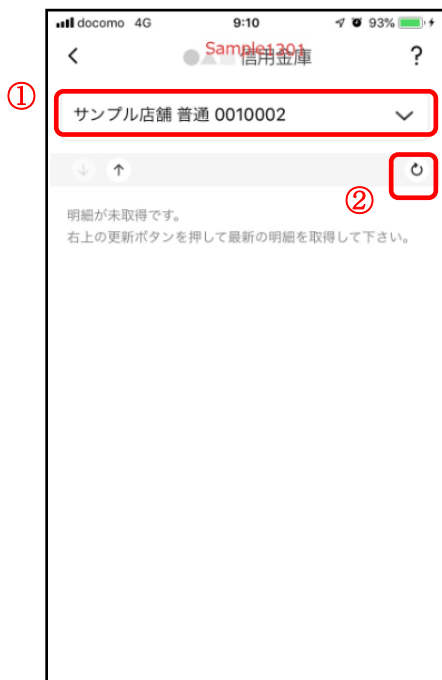 docomo 4G 9:10 93%
Sample1201
●▲■信用金庫 ?
①
サンプル店舗 普通 0010002
②
明細が未取得です。
右上の更新ボタンを押して最新の明細を取得して下さい。